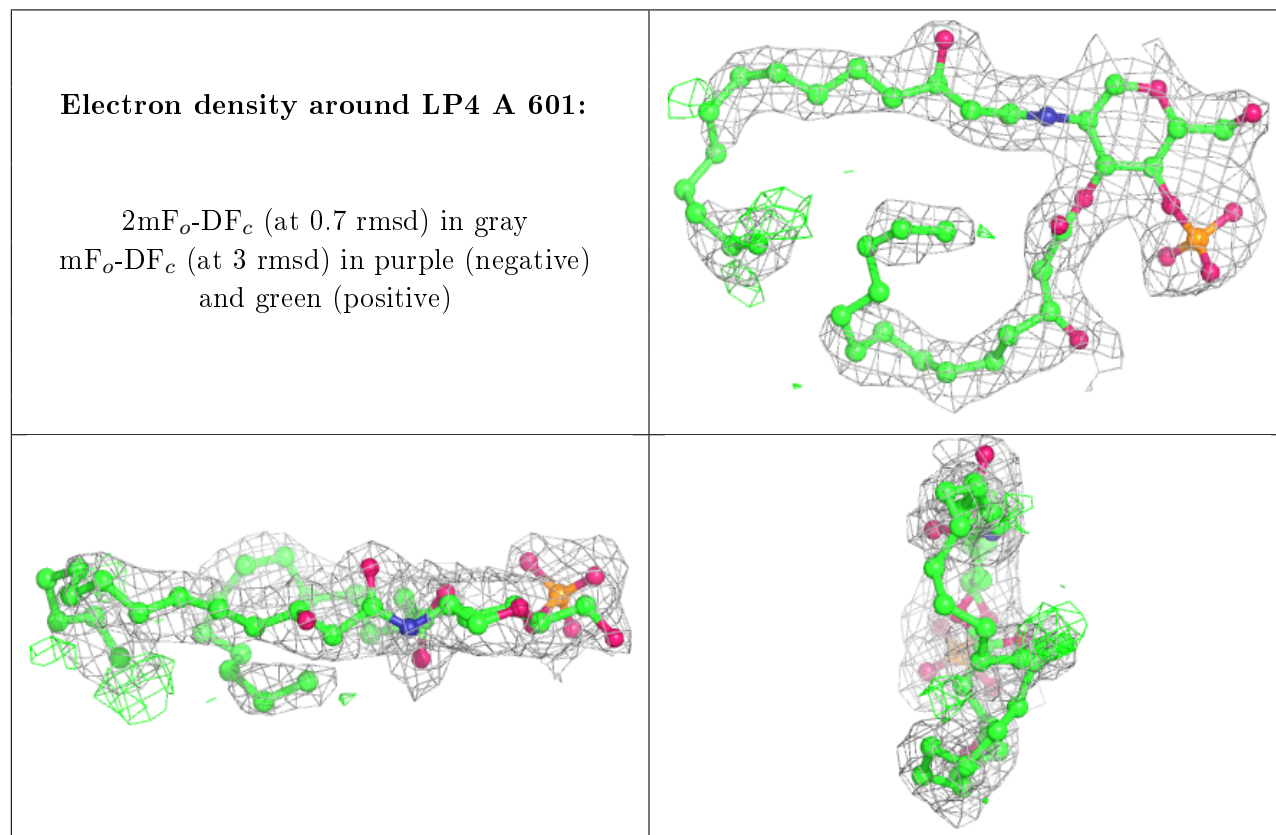 Electron density around LP4 A 601:
2mFₒ-DF𝒸 (at 0.7 rmsd) in gray
mFₒ-DF𝒸 (at 3 rmsd) in purple (negative)
and green (positive)